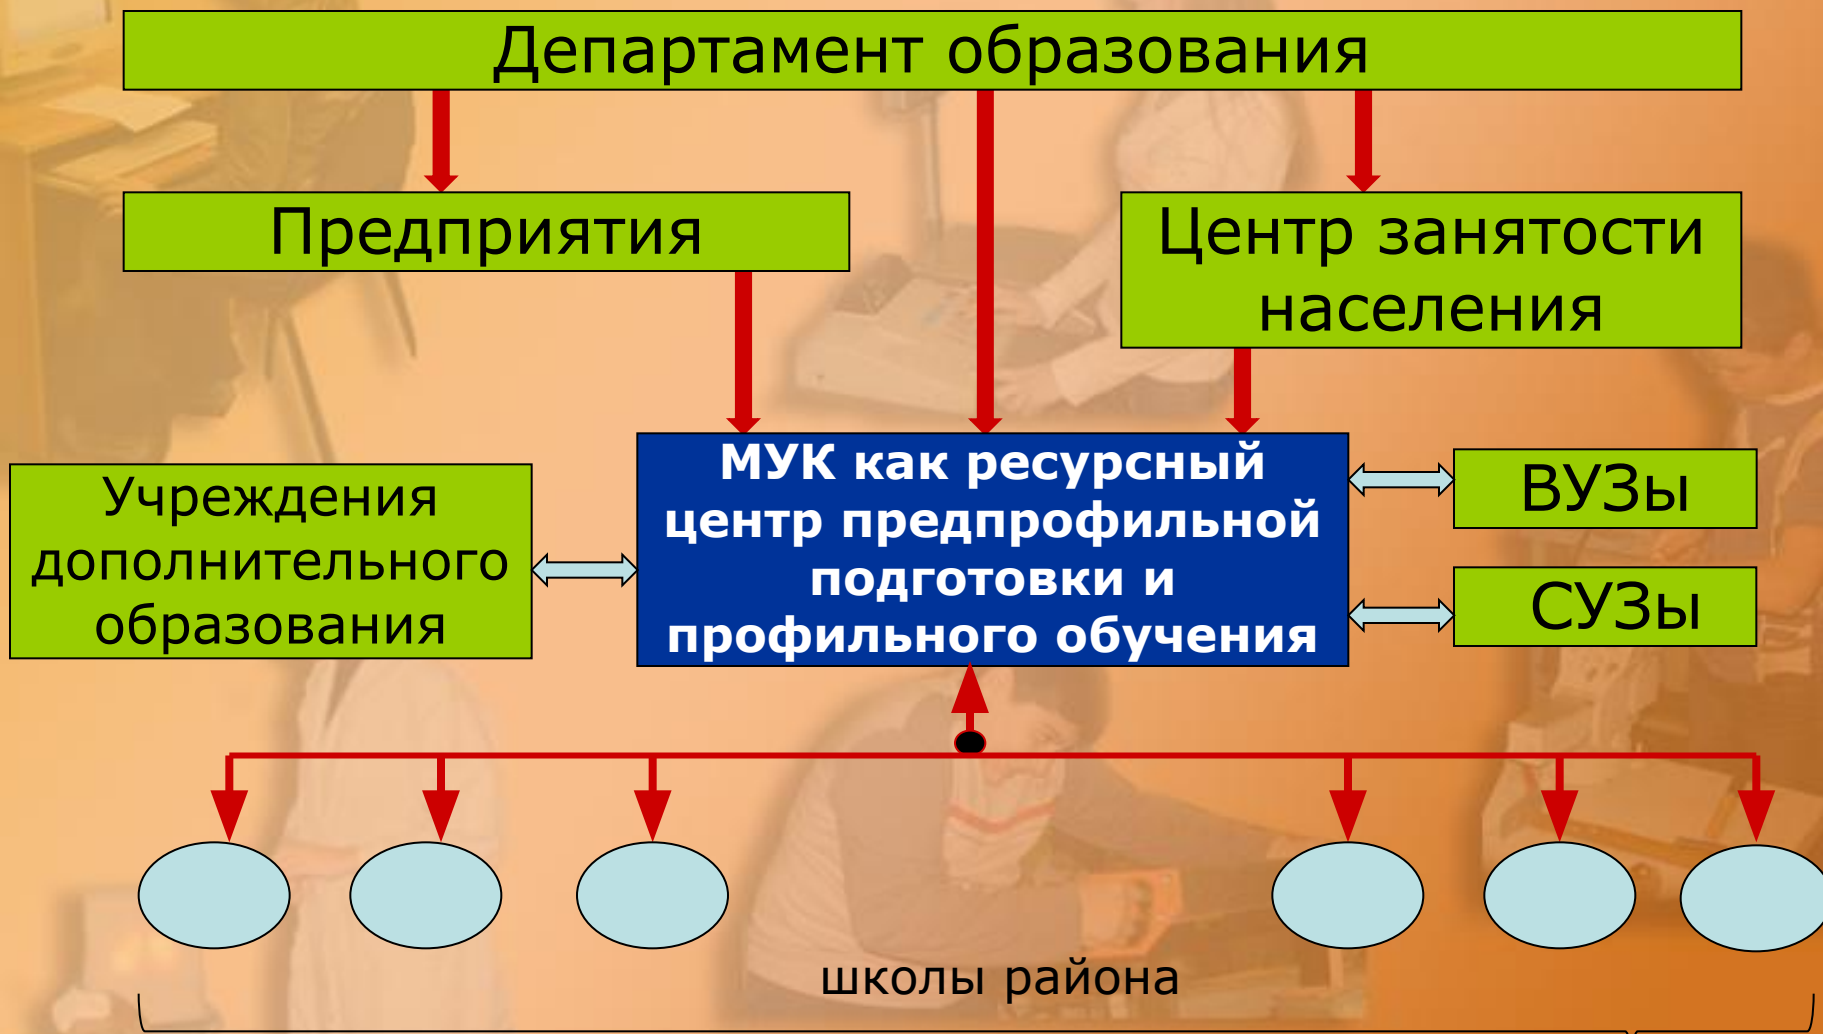 Департамент образования
Предприятия
Центр занятости
населения
МУК как ресурсный
центр предпрофильной
подготовки и
профильного обучения
Учреждения
дополнительного
образования
ВУЗы
СУЗы
школы района